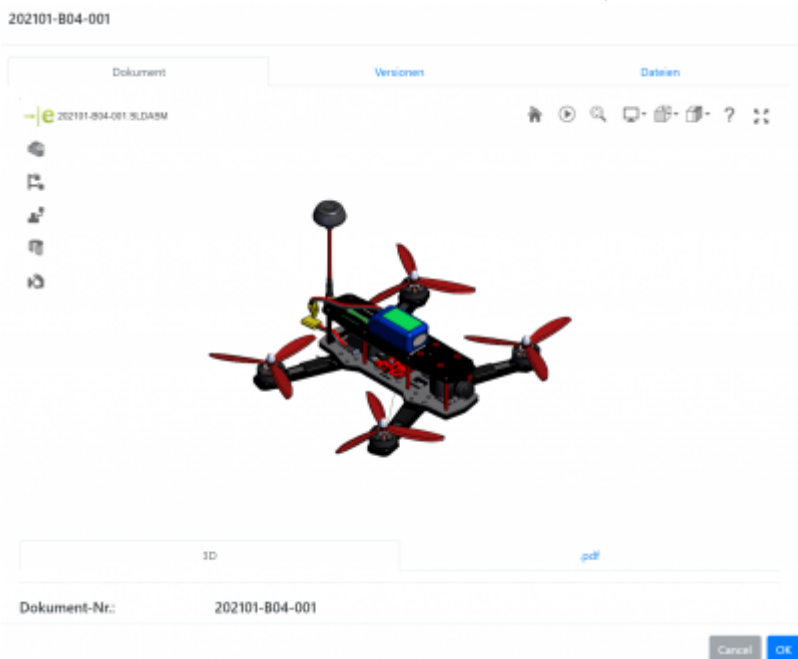 202101-B04-001
Dokument Versionen Dateien
e 202101-B04-001.SLDASM
?
3D .pdf
Dokument-Nr.: 202101-B04-001
Cancel OK